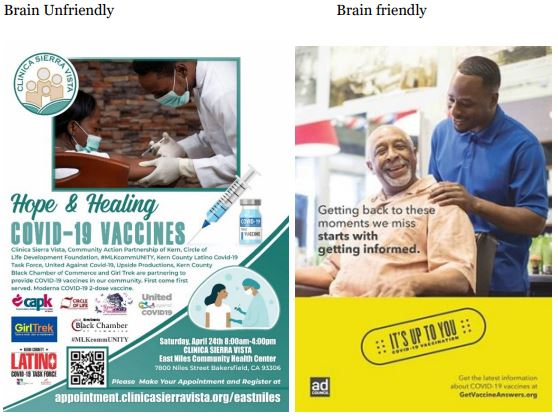 Brain Unfriendly
Brain friendly
CLINICA SIERRA VISTA
Hope & Healing
COVID-19 VACCINES
Clinica Sierra Vista, Community Action Partnership of Kern, Circle of
Life Development Foundation, #MLKcommUNITY, Kern County Latino Covid-19
Task Force, United Against Covid-19, Upside Productions, Kern County
Black Chamber of Commerce and Girl Trek are partnering to
provide COVID-19 vaccines in our community. First come first
served. Moderna COVID-19 2-dose vaccine.
COVID-19
VACCINE
capk
CIRCLE
OF LIFE
United
against
COVID19
GirlTrek
Black Chamber
#MLKcommUNITY
LATINO
COVID-19 TASK FORCE
Saturday, April 24th 8:00am-4:00pm
CLINICA SIERRA VISTA
East Niles Community Health Center
7800 Niles Street Bakersfield, CA 93306
Please Make Your Appointment and Register at
appointment.clinicasierravista.org/eastniles
Getting back to these
moments we miss
starts with
getting informed.
IT'S UP TO YOU
COVID-19 VACCINATION
ad
COUNCIL
Get the latest information
about COVID-19 vaccines at
GetVaccineAnswers.org